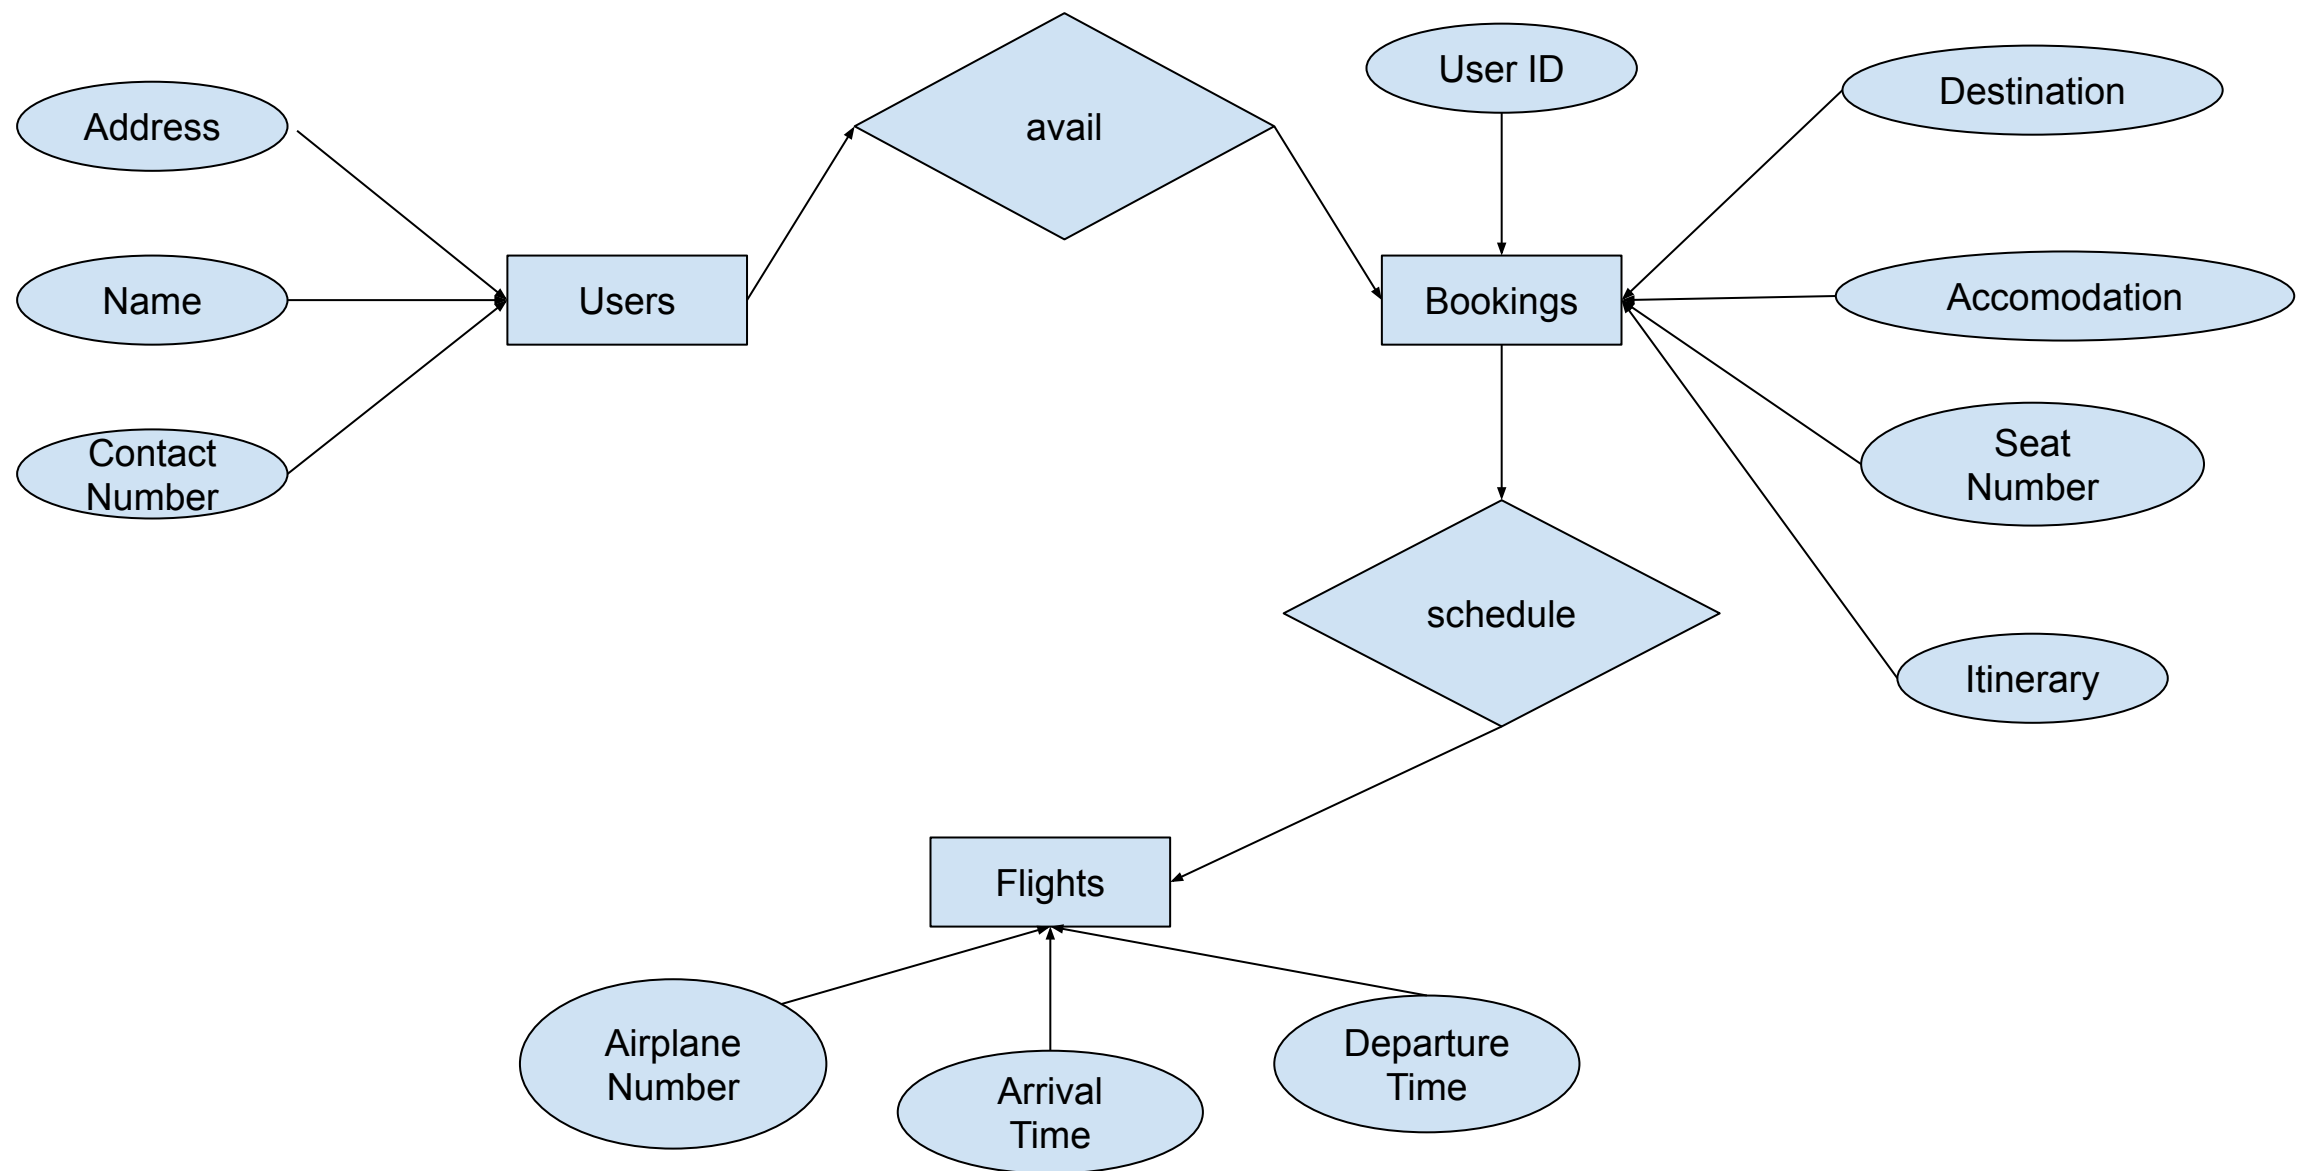 avail
User ID
Destination
Address
Name
Users
Bookings
Accomodation
Contact
Number
Seat
Number
schedule
Itinerary
Flights
Airplane
Number
Arrival
Time
Departure
Time